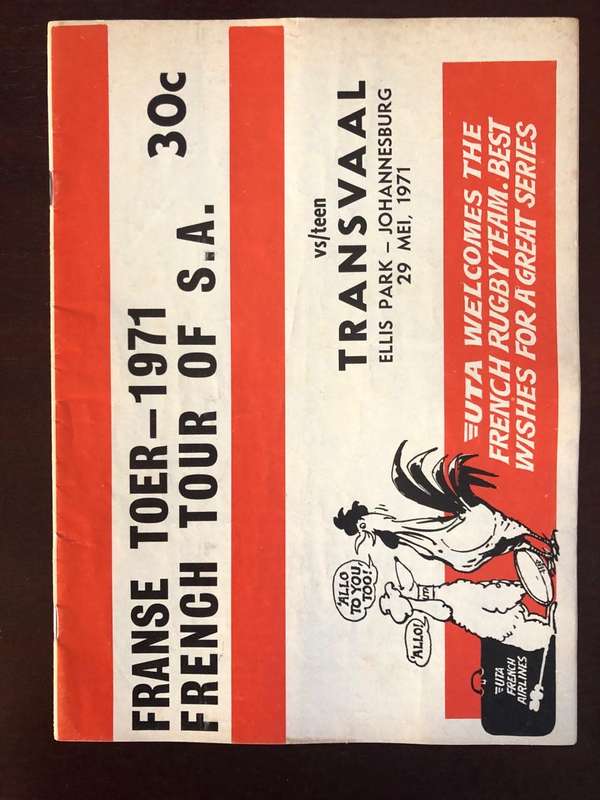 FRANSE TOER—1971
FRENCH TOUR OF S.A. 30c
vs/teen
TRANSVAAL
ELLIS PARK — JOHANNESBURG
29 MEI, 1971
UTA WELCOMES THE
FRENCH RUGBY TEAM. BEST
WISHES FOR A GREAT SERIES
'ALLO!
'ALLO
TO YOU,
TOO!
UTA
FRENCH
AIRLINES